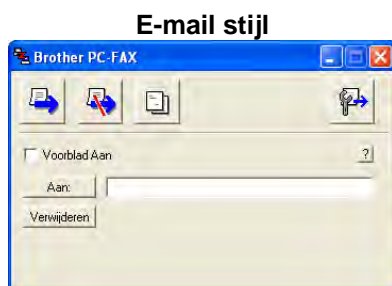 E-mail stijl
Brother PC-FAX
Voorblad Aan
?
Aan:
Verwijderen